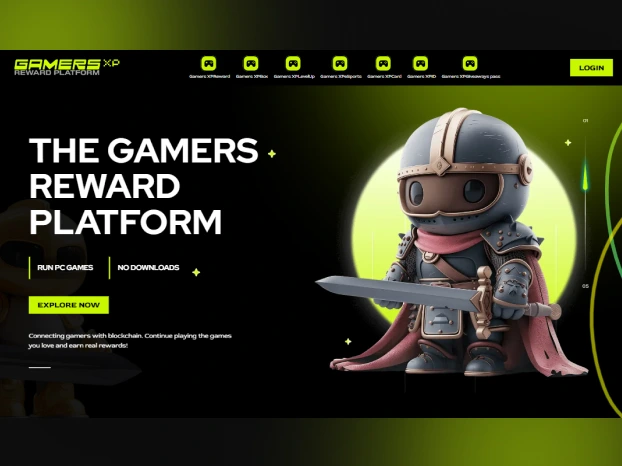 GAMERS XP
REWARD PLATFORM
Gamers XPReward
Gamers XPBox
Gamers XPLevelUp
Gamers XPeSports
Gamers XPCard
Gamers XPID
Gamers XPGiveaways pass
LOGIN
THE GAMERS
REWARD
PLATFORM
RUN PC GAMES
NO DOWNLOADS
EXPLORE NOW
Connecting gamers with blockchain. Continue playing the games
you love and earn real rewards!
01
05